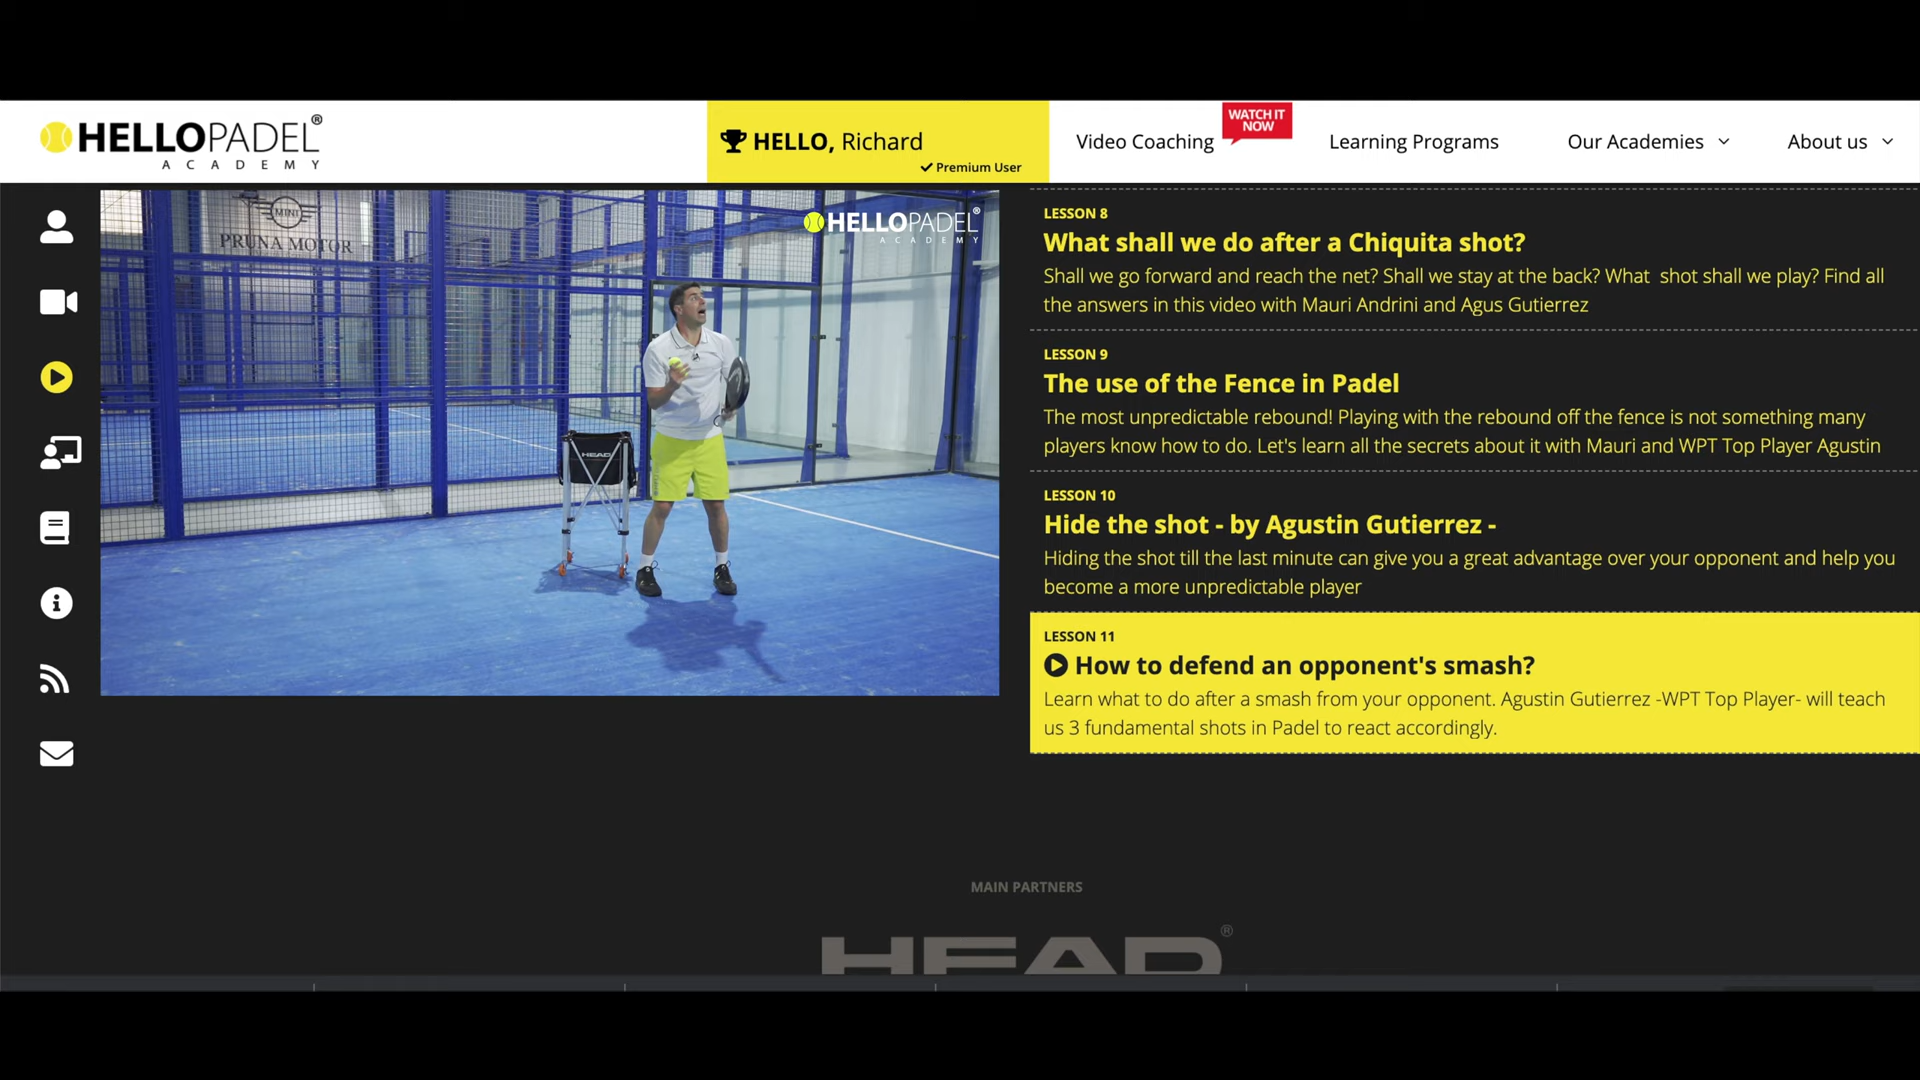 HELLOPADEL®
ACADEMY
HELLO, Richard
Premium User
Video Coaching
WATCH IT
NOW
Learning Programs
Our Academies
About us
MINI
PRUNA MOTOR
HELLOPADEL®
ACADEMY
HEAD
LESSON 8
What shall we do after a Chiquita shot?
Shall we go forward and reach the net? Shall we stay at the back? What shot shall we play? Find all
the answers in this video with Mauri Andrini and Agus Gutierrez
LESSON 9
The use of the Fence in Padel
The most unpredictable rebound! Playing with the rebound off the fence is not something many
players know how to do. Let's learn all the secrets about it with Mauri and WPT Top Player Agustin
LESSON 10
Hide the shot - by Agustin Gutierrez -
Hiding the shot till the last minute can give you a great advantage over your opponent and help you
become a more unpredictable player
LESSON 11
How to defend an opponent's smash?
Learn what to do after a smash from your opponent. Agustin Gutierrez -WPT Top Player- will teach
us 3 fundamental shots in Padel to react accordingly.
MAIN PARTNERS
HEAD®